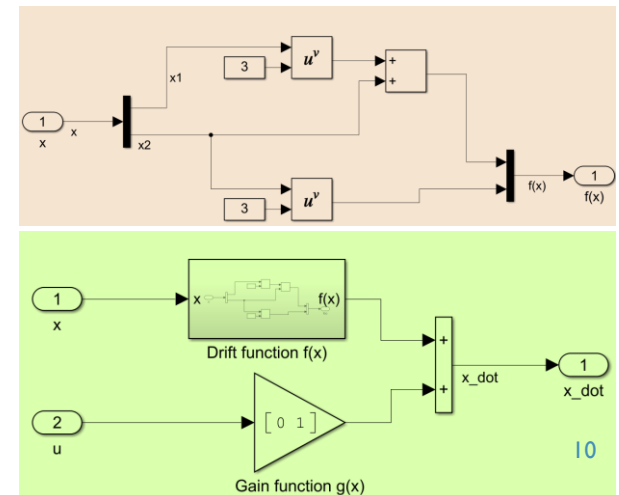 x1
3
u^v
+
+
1
x
x
x2
3
u^v
f(x)
1
f(x)
1
x
x
f(x)
Drift function f(x)
+
+
x_dot
1
x_dot
2
u
[ 0 1 ]
Gain function g(x)
10